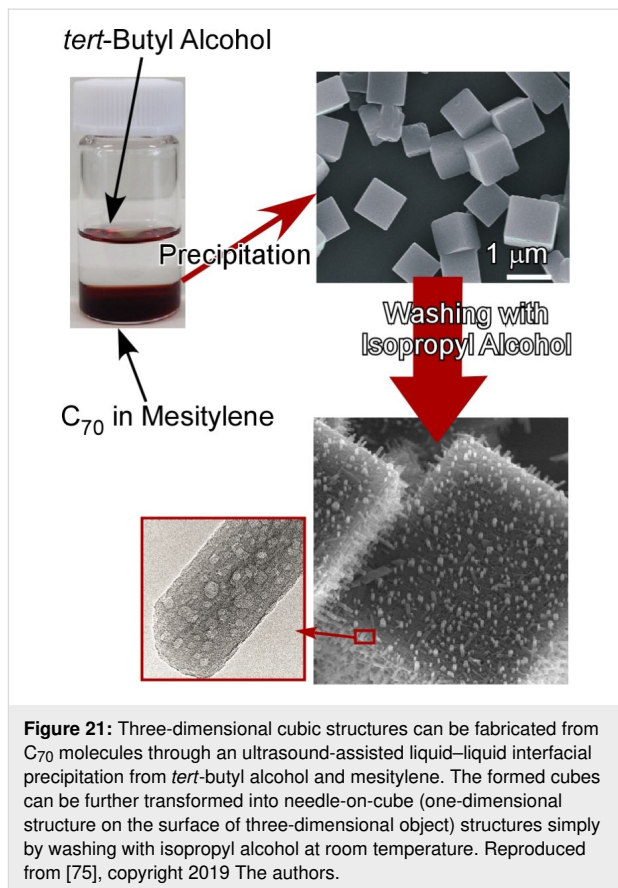 tert-Butyl Alcohol
Precipitation
1 μm
Washing with
Isopropyl Alcohol
C70 in Mesitylene
Figure 21: Three-dimensional cubic structures can be fabricated from
C70 molecules through an ultrasound-assisted liquid–liquid interfacial
precipitation from tert-butyl alcohol and mesitylene. The formed cubes
can be further transformed into needle-on-cube (one-dimensional
structure on the surface of three-dimensional object) structures simply
by washing with isopropyl alcohol at room temperature. Reproduced
from [75], copyright 2019 The authors.